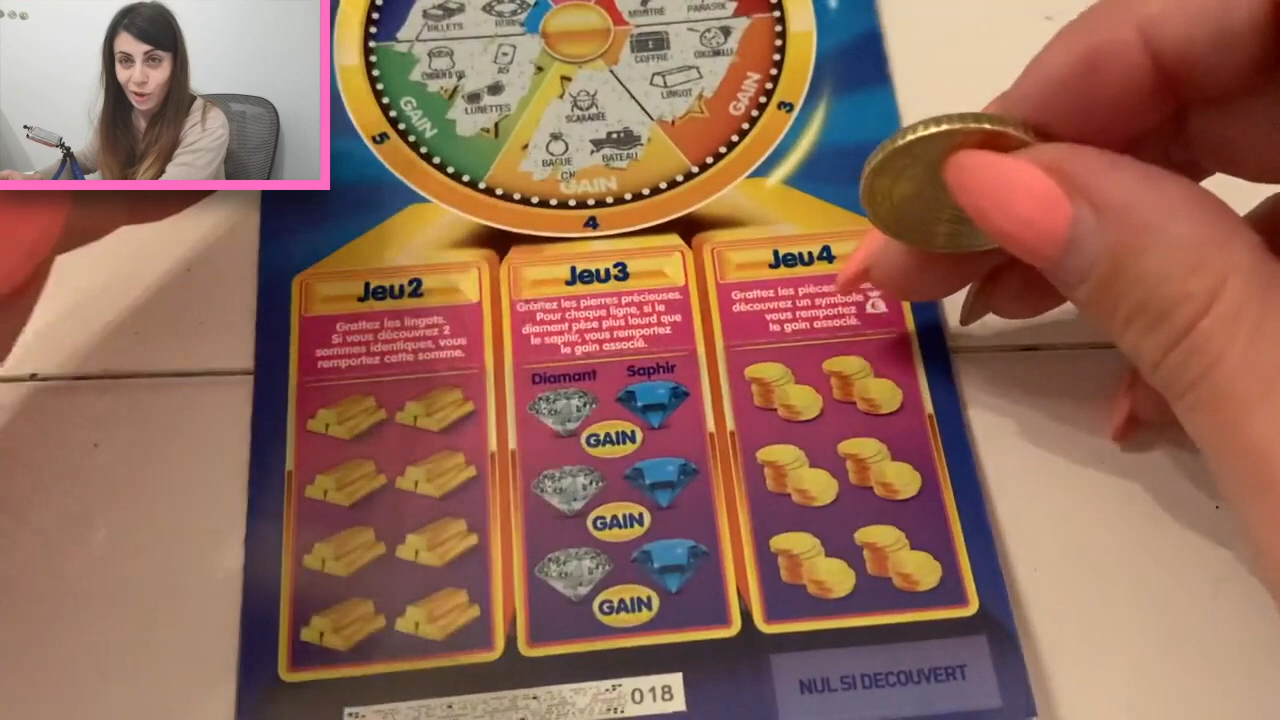 BILLETS
MONTRE
PARASOL
AS
COFFRE
COCCINELLE
LUNETTES
LINGOT
SCARABÉE
BAGUE
BATEAU
GAIN
GAIN
GAIN
5
3
4
Jeu2
Grattez les lingots.
Si vous découvrez 2
sommes identiques, vous
remportez cette somme.
Jeu3
Grattez les pierres précieuses.
Pour chaque ligne, si le
diamant pèse plus lourd que
le saphir, vous remportez
le gain associé.
Diamant Saphir
GAIN
GAIN
GAIN
Jeu4
Grattez les pièces
découvrez un symbole
vous remportez
le gain associé.
018
NUL SI DECOUVERT